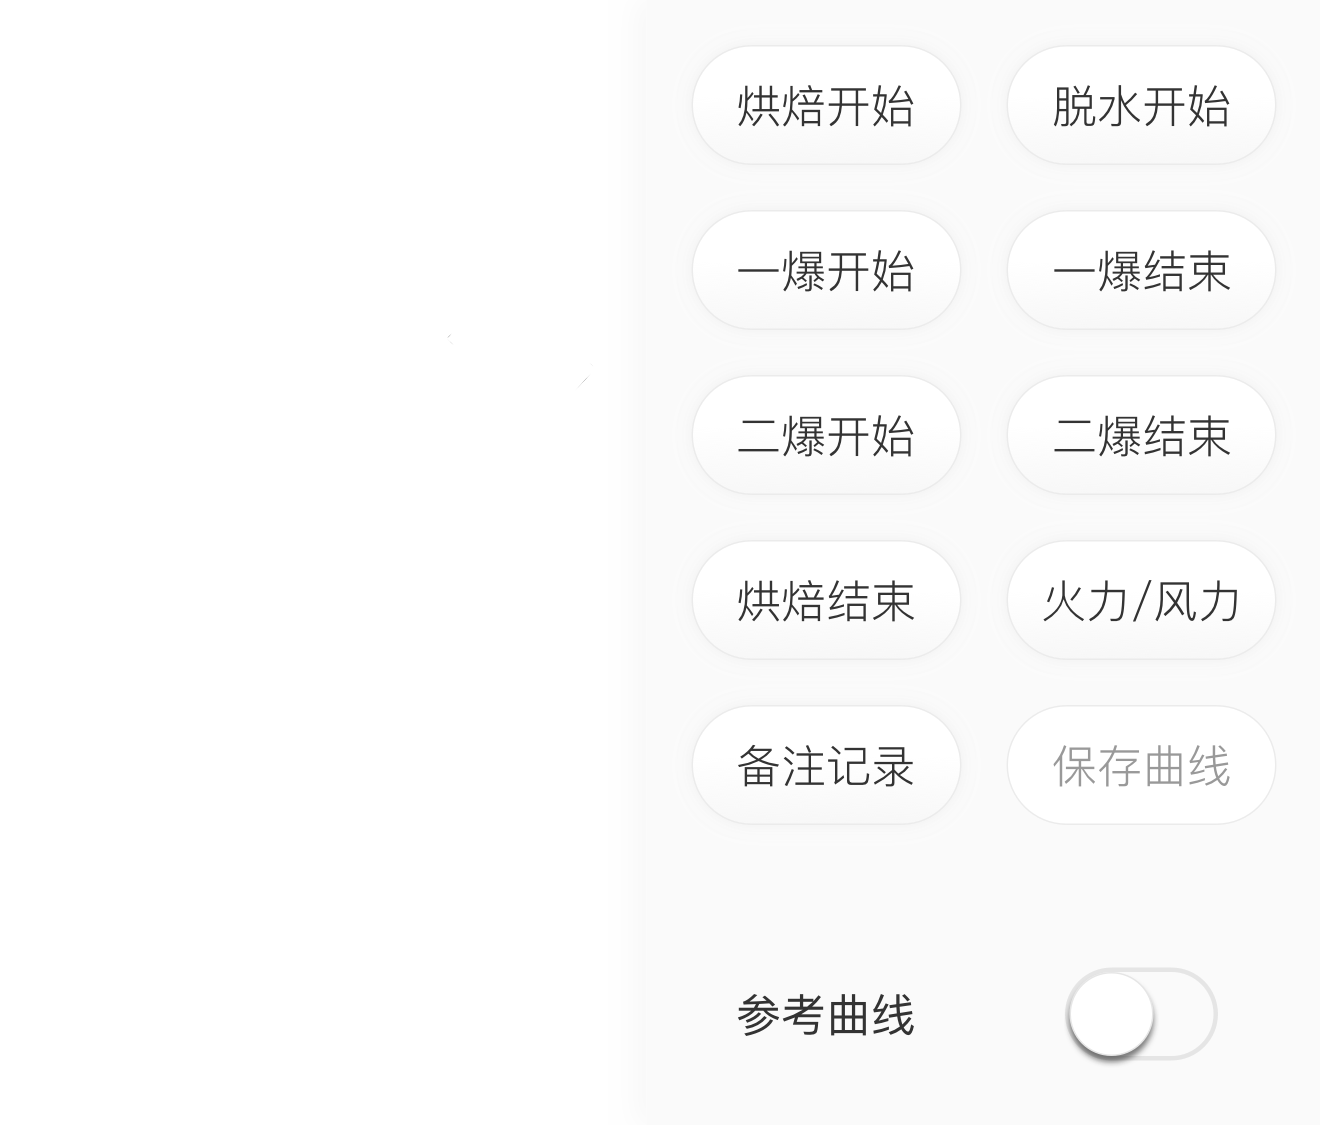 烘焙开始 脱水开始
一爆开始 一爆结束
二爆开始 二爆结束
烘焙结束 火力/风力
备注记录 保存曲线
参考曲线